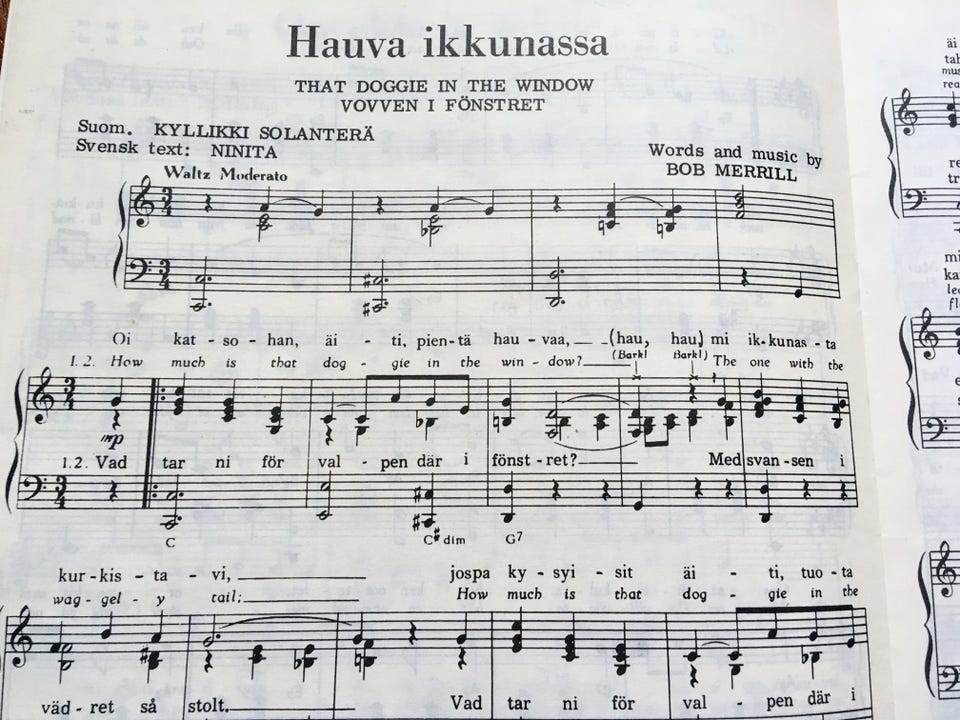 Hauva ikkunassa
THAT DOGGIE IN THE WINDOW
VOVVEN I FÖNSTRET
Suom. KYLLIKKI SOLANTERÄ
Svensk text: NINITA
Words and music by
BOB MERRILL
Waltz Moderato
Oi kat - so - han, äi - ti, pien - tä hau - vaa, (hau, hau,) mi ik - kunas - ta
1.2. How much is that dog - gie in the win - dow? (Bark! Bark!) The one with the
mp
1.2. Vad tar ni för val - pen där i fönst - ret? Med svan - sen i
C C#dim G7
kur - kis - ta - vi, jospa ky - syi - sit äi - ti, tuo - ta
wag - gel - y tail; How much is that dog - gie in the
väd - ret så stolt. Vad tar ni för val - pen där i